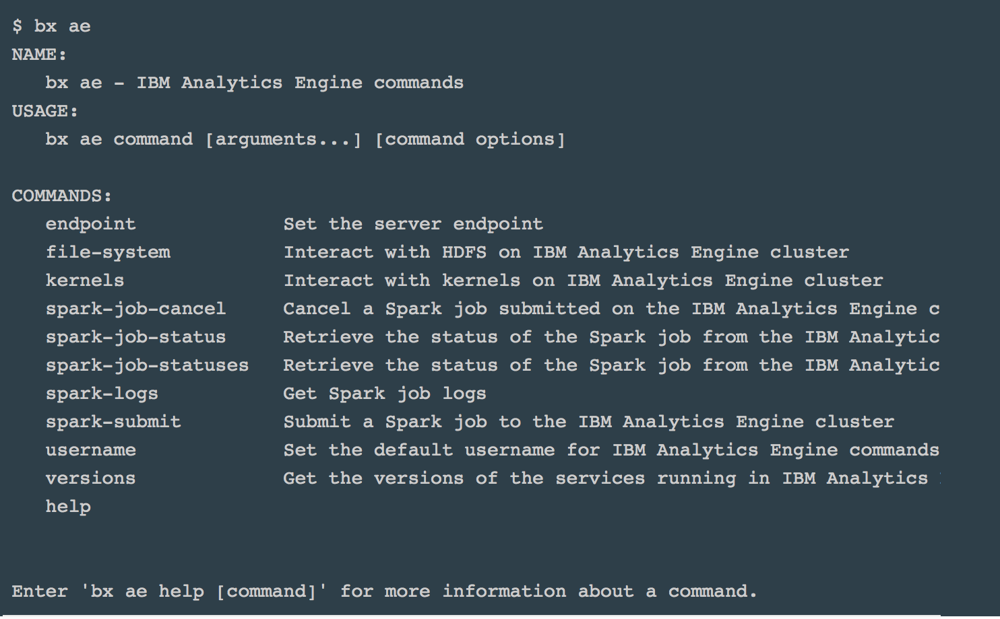 $ bx ae
NAME:
   bx ae - IBM Analytics Engine commands
USAGE:
   bx ae command [arguments...] [command options]

COMMANDS:
   endpoint             Set the server endpoint
   file-system          Interact with HDFS on IBM Analytics Engine cluster
   kernels              Interact with kernels on IBM Analytics Engine cluster
   spark-job-cancel     Cancel a Spark job submitted on the IBM Analytics Engine c
   spark-job-status     Retrieve the status of the Spark job from the IBM Analytic
   spark-job-statuses   Retrieve the status of the Spark job from the IBM Analytic
   spark-logs           Get Spark job logs
   spark-submit         Submit a Spark job to the IBM Analytics Engine cluster
   username             Set the default username for IBM Analytics Engine commands
   versions             Get the versions of the services running in IBM Analytics
   help

Enter 'bx ae help [command]' for more information about a command.